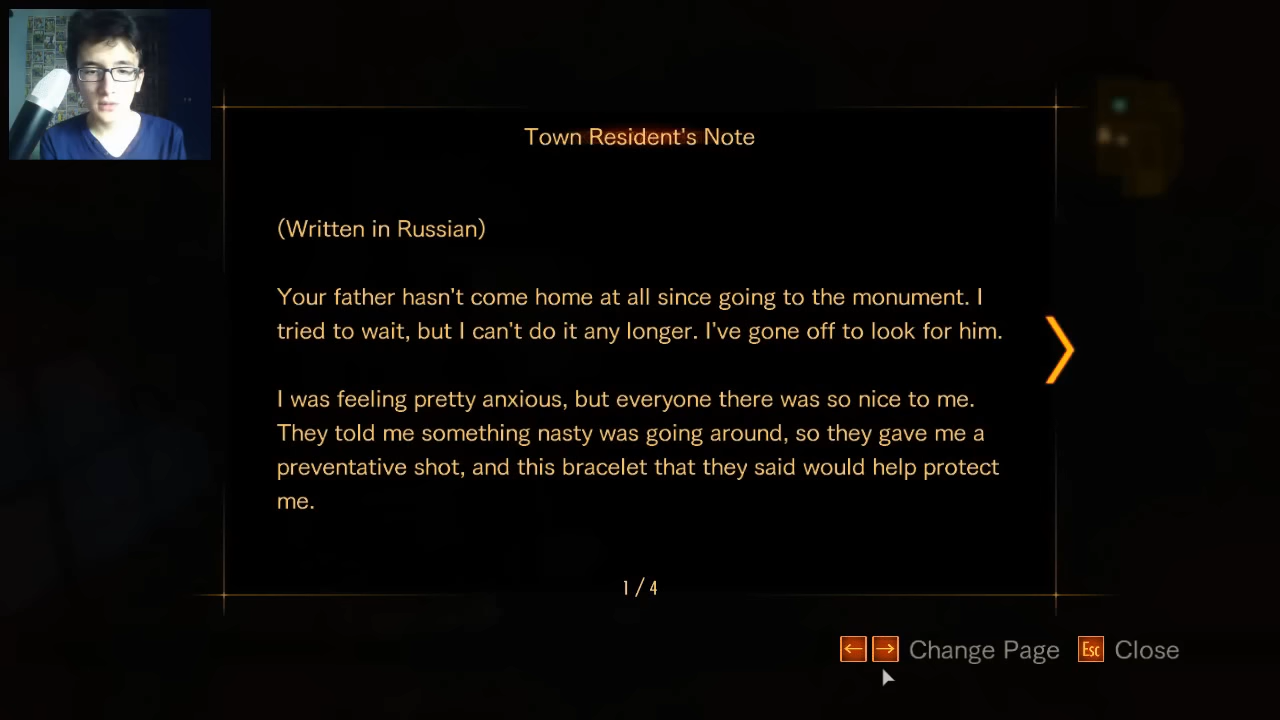 Town Resident's Note
(Written in Russian)
Your father hasn't come home at all since going to the monument. I
tried to wait, but I can't do it any longer. I've gone off to look for him.
I was feeling pretty anxious, but everyone there was so nice to me.
They told me something nasty was going around, so they gave me a
preventative shot, and this bracelet that they said would help protect
me.
1 / 4
← → Change Page Esc Close